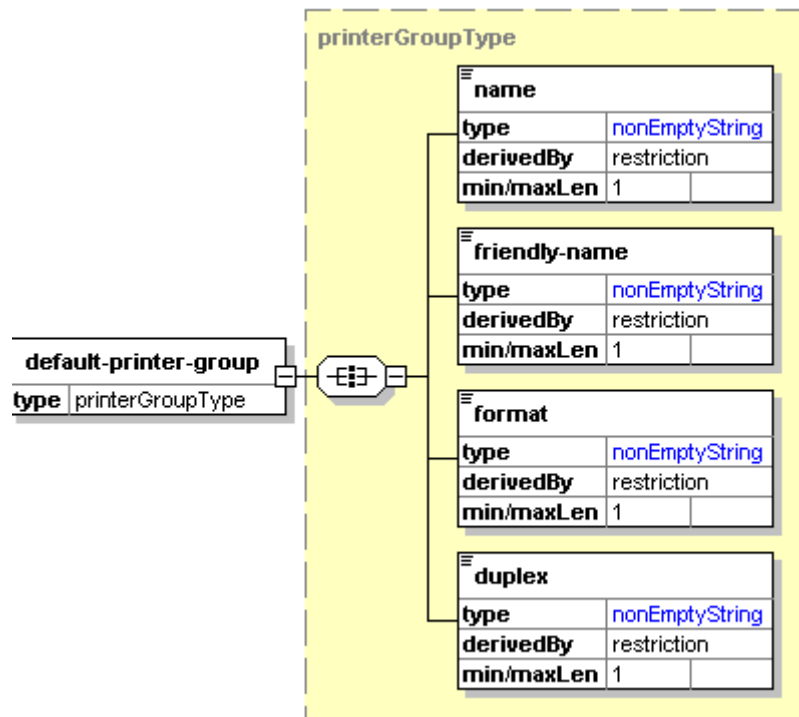 printerGroupType
name
type nonEmptyString
derivedBy restriction
min/maxLen 1
friendly-name
type nonEmptyString
derivedBy restriction
min/maxLen 1
default-printer-group
type printerGroupType
format
type nonEmptyString
derivedBy restriction
min/maxLen 1
duplex
type nonEmptyString
derivedBy restriction
min/maxLen 1